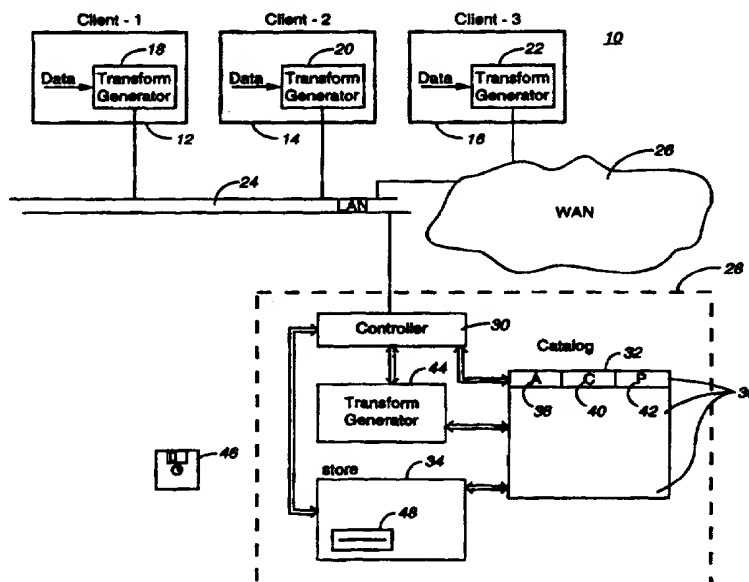 Client - 1 Client - 2 Client - 3
10
18 20 22
Data Transform Generator
Data Transform Generator
Data Transform Generator
12 14 16
24 26
LAN
WAN
28
Controller 30
Catalog
44 32
A C P
38 40 42
Transform Generator
46
store 34
48